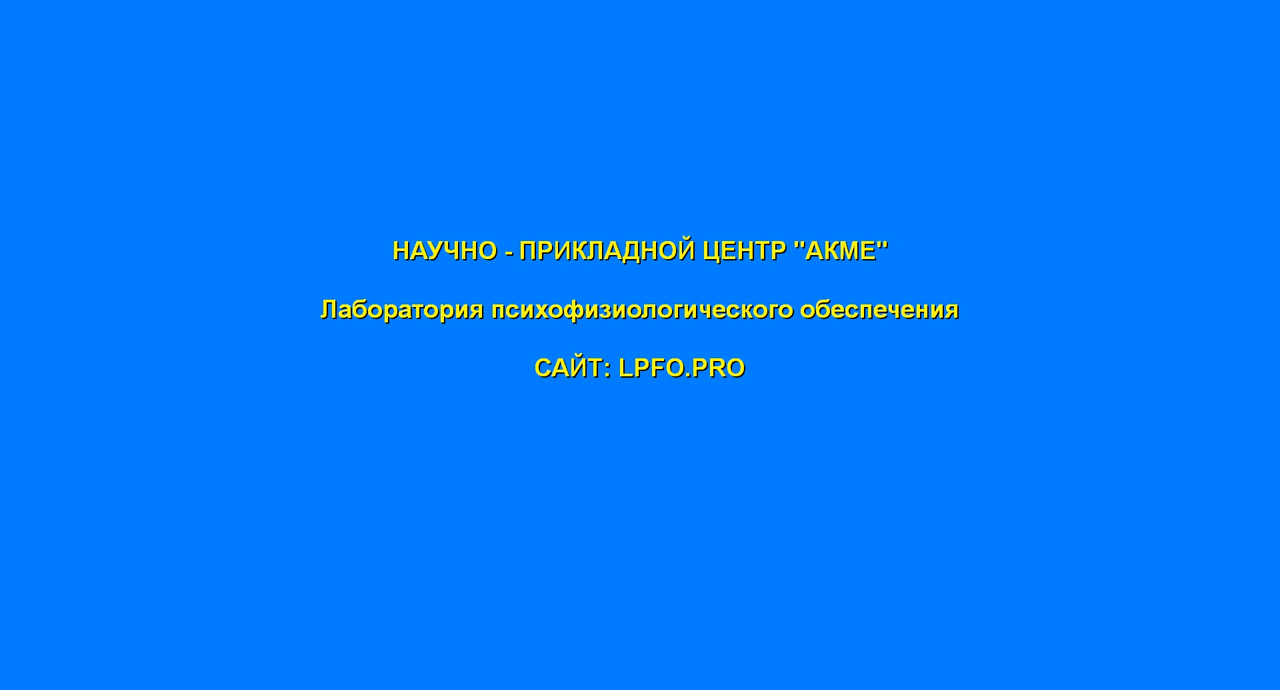 НАУЧНО - ПРИКЛАДНОЙ ЦЕНТР "АКМЕ"
Лаборатория психофизиологического обеспечения
САЙТ: LPFO.PRO